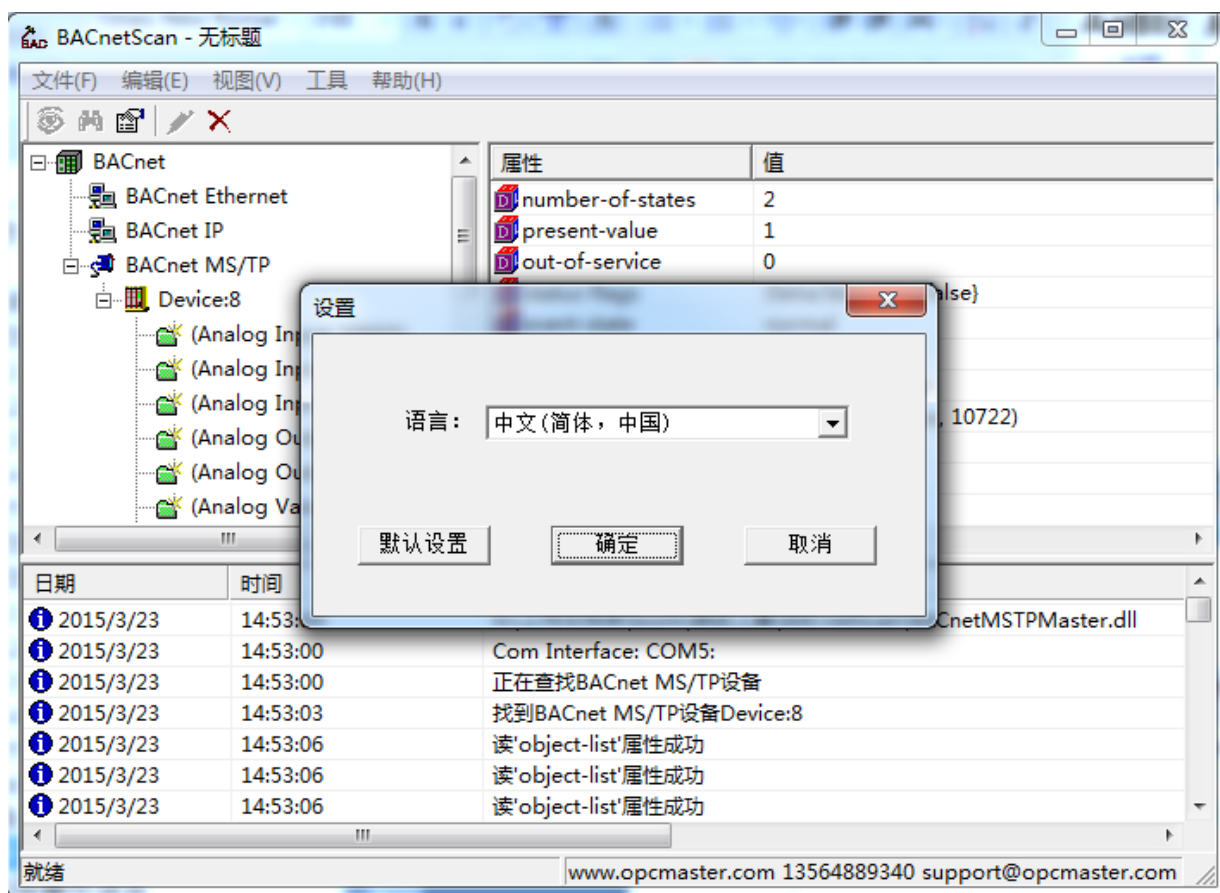 BACnetScan - 无标题
文件(F) 编辑(E) 视图(V) 工具 帮助(H)
BACnet
BACnet Ethernet
BACnet IP
BACnet MS/TP
Device:8
(Analog Inp
(Analog Inp
(Analog Inp
(Analog Ou
(Analog Ou
(Analog Va
属性 值
number-of-states 2
present-value 1
out-of-service 0
alse}
, 10722)
设置
语言: 中文(简体，中国)
默认设置 确定 取消
日期 时间
2015/3/23 14:53: CnetMSTPMaster.dll
2015/3/23 14:53:00 Com Interface: COM5:
2015/3/23 14:53:00 正在查找BACnet MS/TP设备
2015/3/23 14:53:03 找到BACnet MS/TP设备Device:8
2015/3/23 14:53:06 读'object-list'属性成功
2015/3/23 14:53:06 读'object-list'属性成功
2015/3/23 14:53:06 读'object-list'属性成功
就绪 www.opcmaster.com 13564889340 support@opcmaster.com